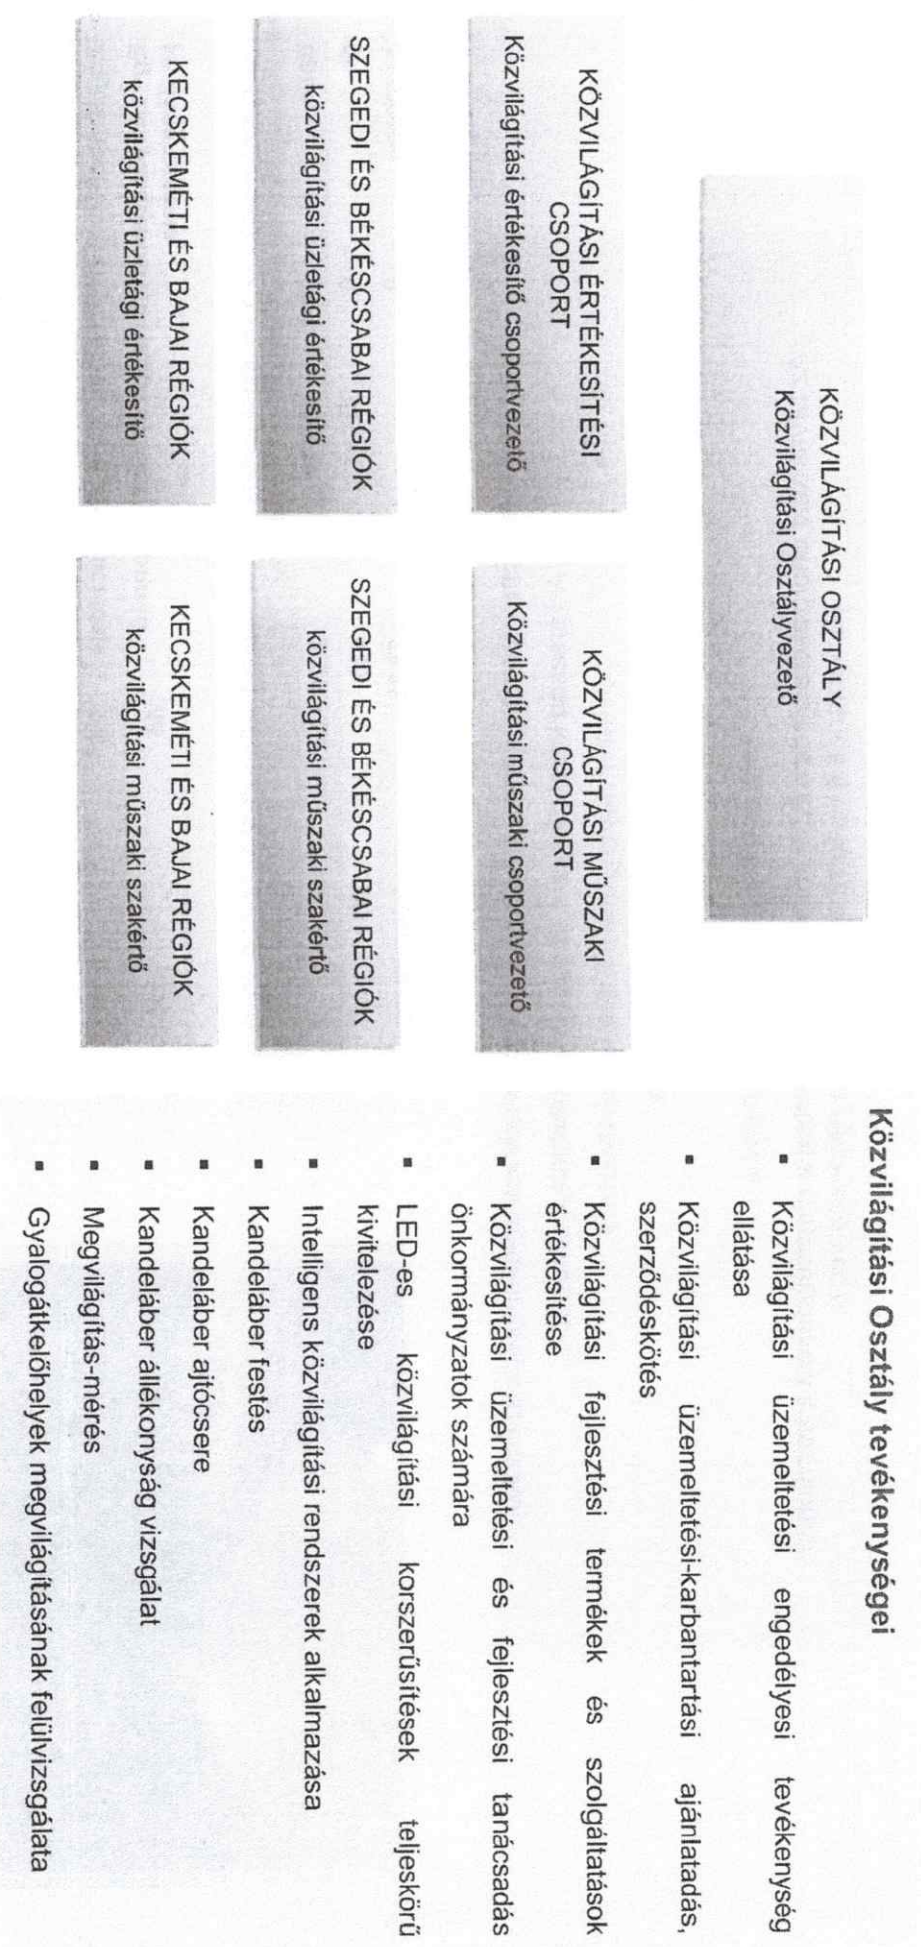 KÖZVILÁGÍTÁSI OSZTÁLY
Közvilágítási Osztályvezető
KÖZVILÁGÍTÁSI ÉRTÉKESÍTÉSI
CSOPORT
Közvilágítási értékesítő csoportvezető
KÖZVILÁGÍTÁSI MŰSZAKI
CSOPORT
Közvilágítási műszaki csoportvezető
SZEGEDI ÉS BÉKÉSCSABAI RÉGIÓK
közvilágítási üzletági értékesítő
SZEGEDI ÉS BÉKÉSCSABAI RÉGIÓK
közvilágítási műszaki szakértő
KECSKEMÉTI ÉS BAJAI RÉGIÓK
közvilágítási üzletági értékesítő
KECSKEMÉTI ÉS BAJAI RÉGIÓK
közvilágítási műszaki szakértő
Közvilágítási Osztály tevékenységei
▪ Közvilágítási üzemeltetési engedélyesi tevékenység
ellátása
▪ Közvilágítási üzemeltetési-karbantartási ajánlatadás,
szerződéskötés
▪ Közvilágítási fejlesztési termékek és szolgáltatások
értékesítése
▪ Közvilágítási üzemeltetési és fejlesztési tanácsadás
önkormányzatok számára
▪ LED-es közvilágítási korszerűsítések teljeskörű
kivitelezése
▪ Intelligens közvilágítási rendszerek alkalmazása
▪ Kandeláber festés
▪ Kandeláber ajtócsere
▪ Kandeláber állékonyság vizsgálat
▪ Megvilágítás-mérés
▪ Gyalogátkelőhelyek megvilágításának felülvizsgálata